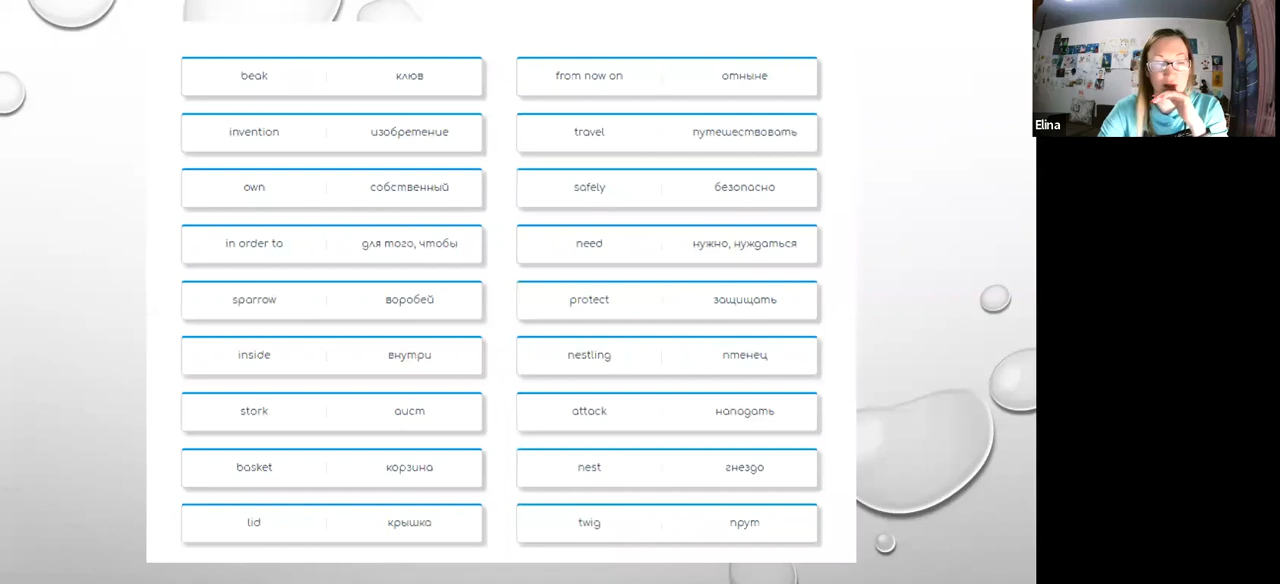 beak клюв
invention изобретение
own собственный
in order to для того, чтобы
sparrow воробей
inside внутри
stork аист
basket корзина
lid крышка
from now on отныне
travel путешествовать
safely безопасно
need нужно, нуждаться
protect защищать
nestling птенец
attack нападать
nest гнездо
twig прут
Elina